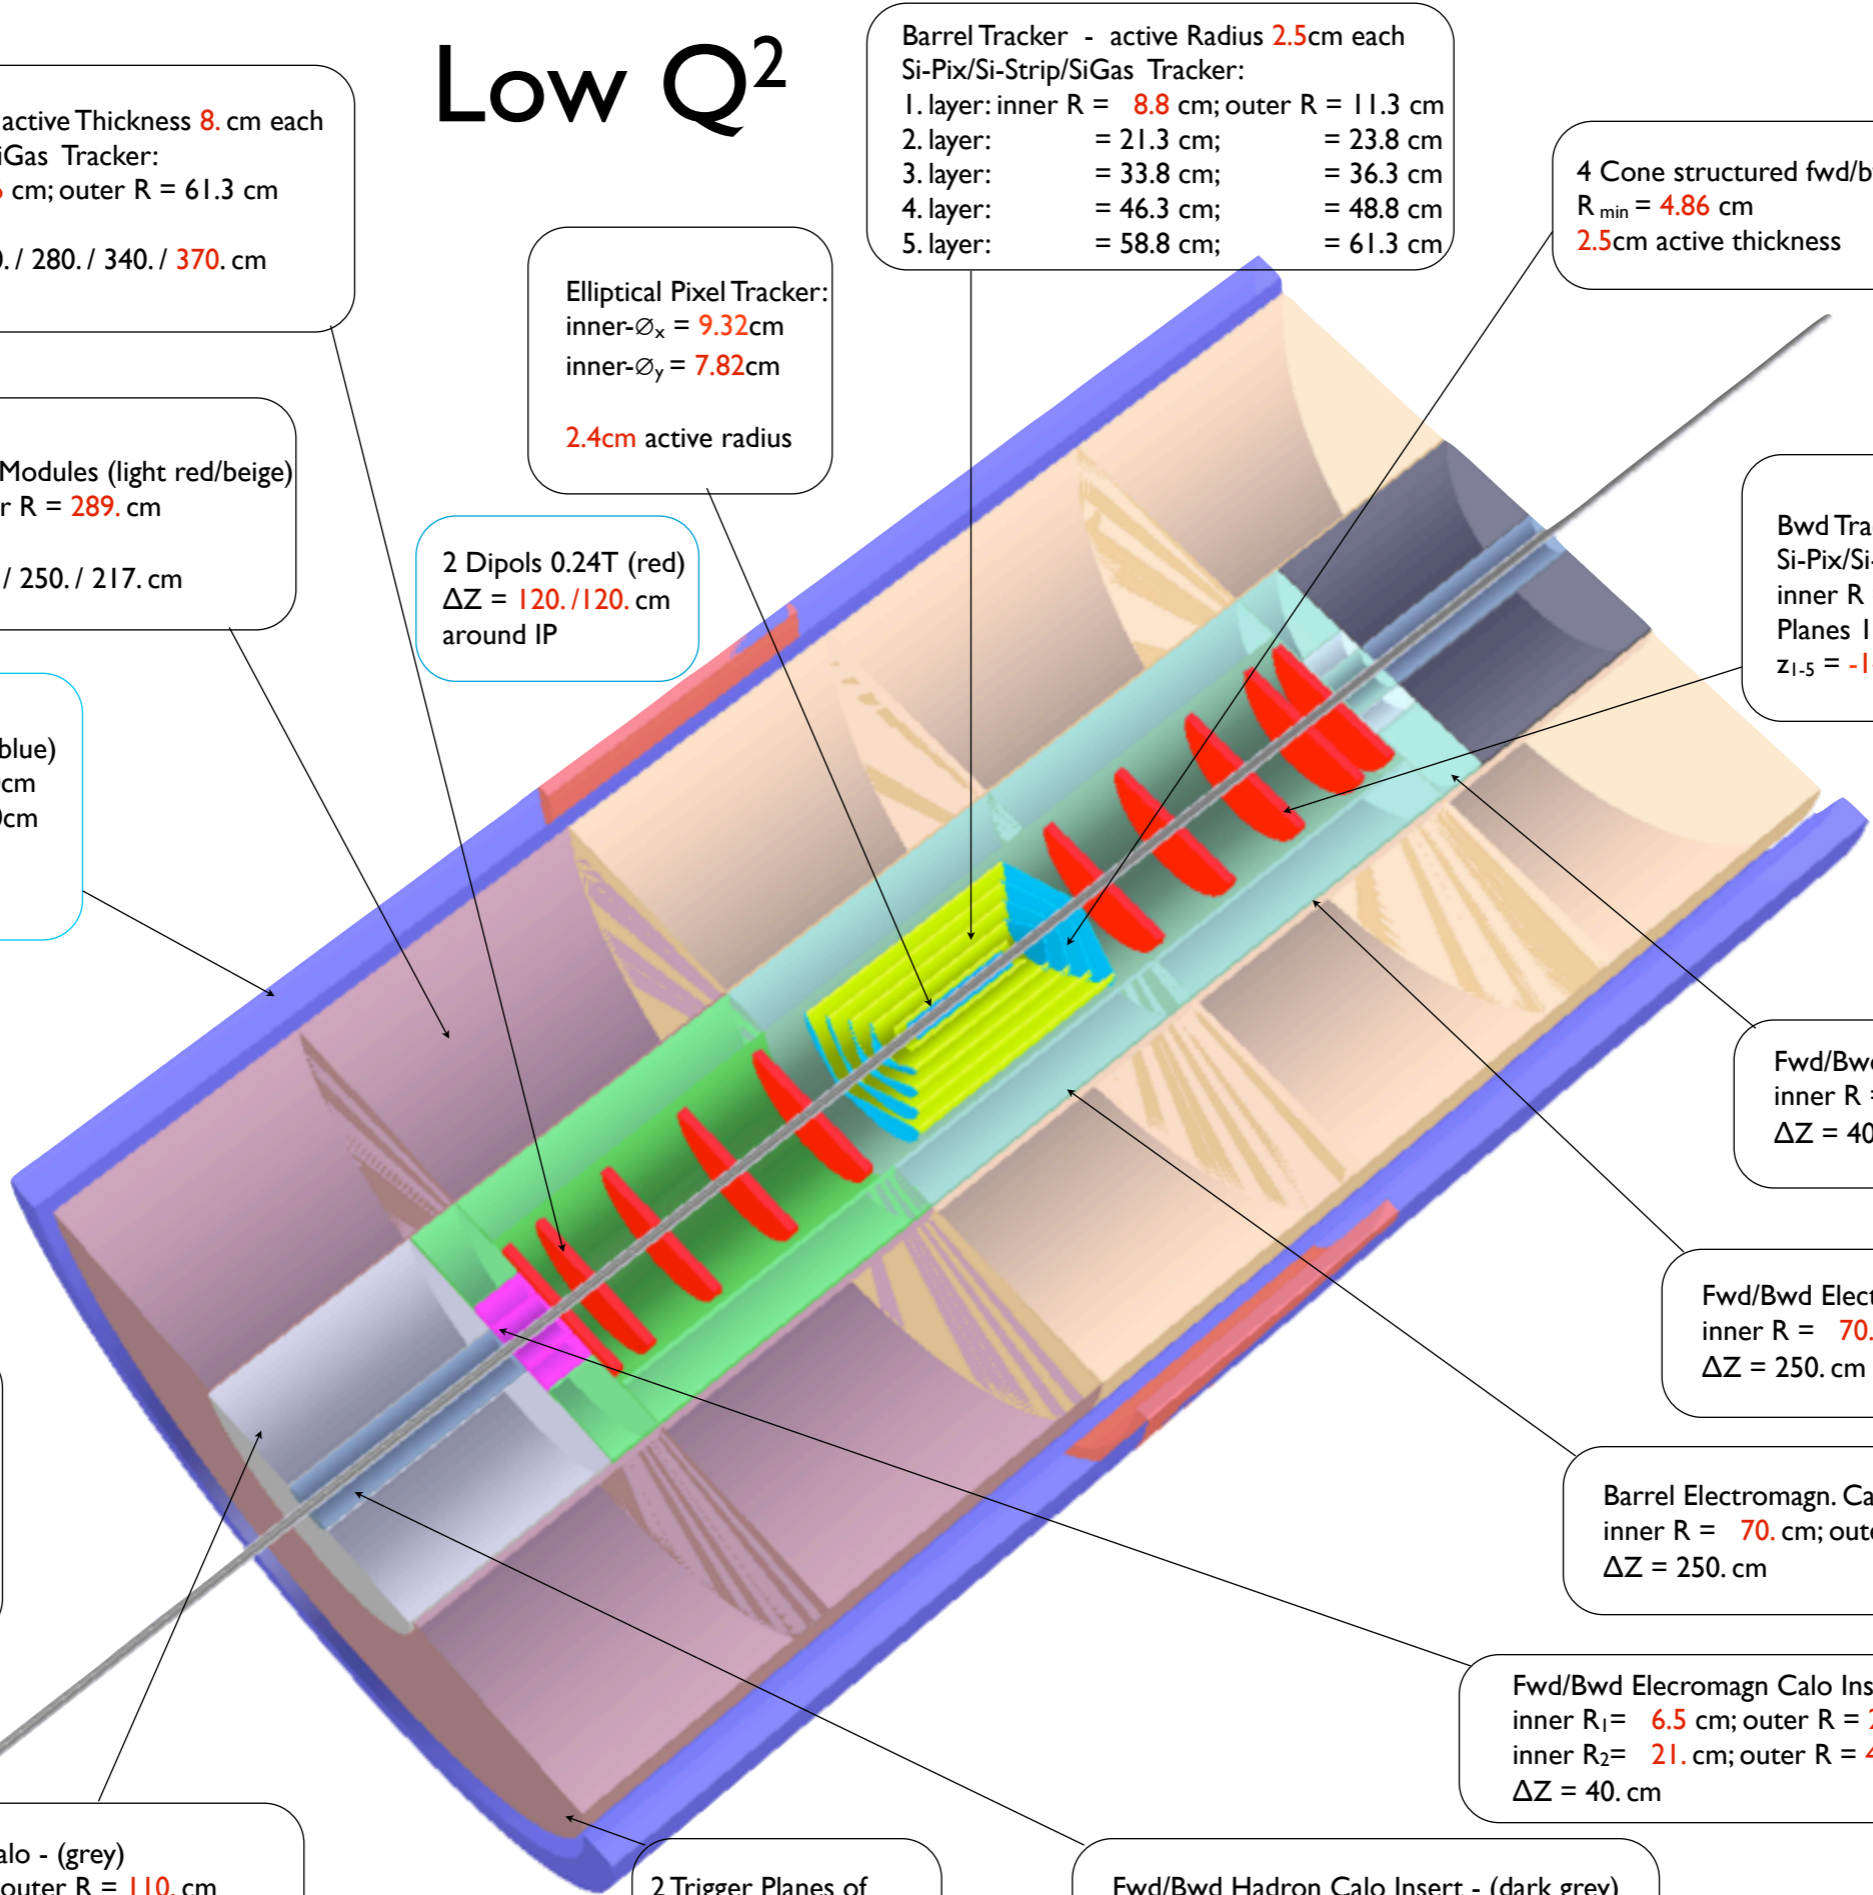 Low Q²
active Thickness 8. cm each
Tracker:
cm; outer R = 61.3 cm
/ 280. / 340. / 370. cm
Modules (light red/beige)
R = 289. cm
/ 250. / 217. cm
blue)
cm
cm
Elliptical Pixel Tracker:
inner-∅x = 9.32cm
inner-∅y = 7.82cm
2.4cm active radius
2 Dipols 0.24T (red)
ΔZ = 120. /120. cm
around IP
Barrel Tracker - active Radius 2.5cm each
Si-Pix/Si-Strip/SiGas Tracker:
1. layer: inner R = 8.8 cm; outer R = 11.3 cm
2. layer: = 21.3 cm; = 23.8 cm
3. layer: = 33.8 cm; = 36.3 cm
4. layer: = 46.3 cm; = 48.8 cm
5. layer: = 58.8 cm; = 61.3 cm
4 Cone structured fwd/b
R min = 4.86 cm
2.5cm active thickness
Bwd Tra
Si-Pix/Si-
inner R
Planes 1
z1-5 = -1
Fwd/Bwd
inner R =
ΔZ = 40
Fwd/Bwd Elect
inner R = 70.
ΔZ = 250. cm
Barrel Electromagn. Ca
inner R = 70. cm; oute
ΔZ = 250. cm
Fwd/Bwd Elecromagn Calo Ins
inner R1= 6.5 cm; outer R = 2
inner R2= 21. cm; outer R = 4
ΔZ = 40. cm
alo - (grey)
outer R = 110. cm
2 Trigger Planes of
Fwd/Bwd Hadron Calo Insert - (dark grey)